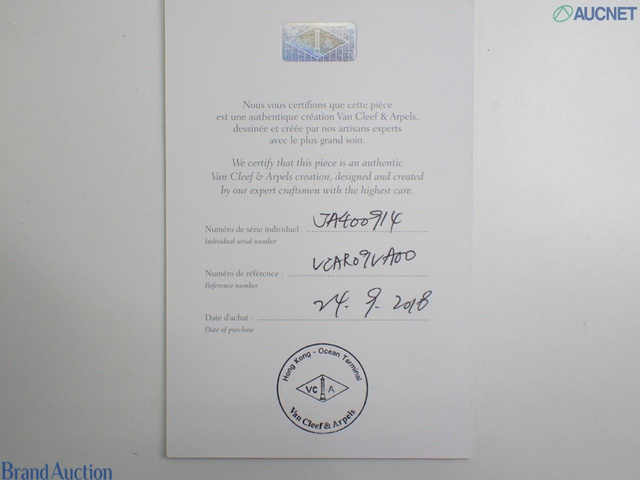 AUCNET
V A
Nous vous certifions que cette pièce
est une authentique création Van Cleef & Arpels,
dessinée et créée par nos artisans experts
avec le plus grand soin.
We certify that this piece is an authentic
Van Cleef & Arpels creation, designed and created
by our expert craftsmen with the highest care.
Numéro de série individuel : JA400914
Individual serial number
Numéro de référence : VCARO9VA00
Reference number
Date d'achat : 24. 9. 2018
Date of purchase
Hong Kong - Ocean Terminal
VC A
Van Cleef & Arpels
Brand Auction